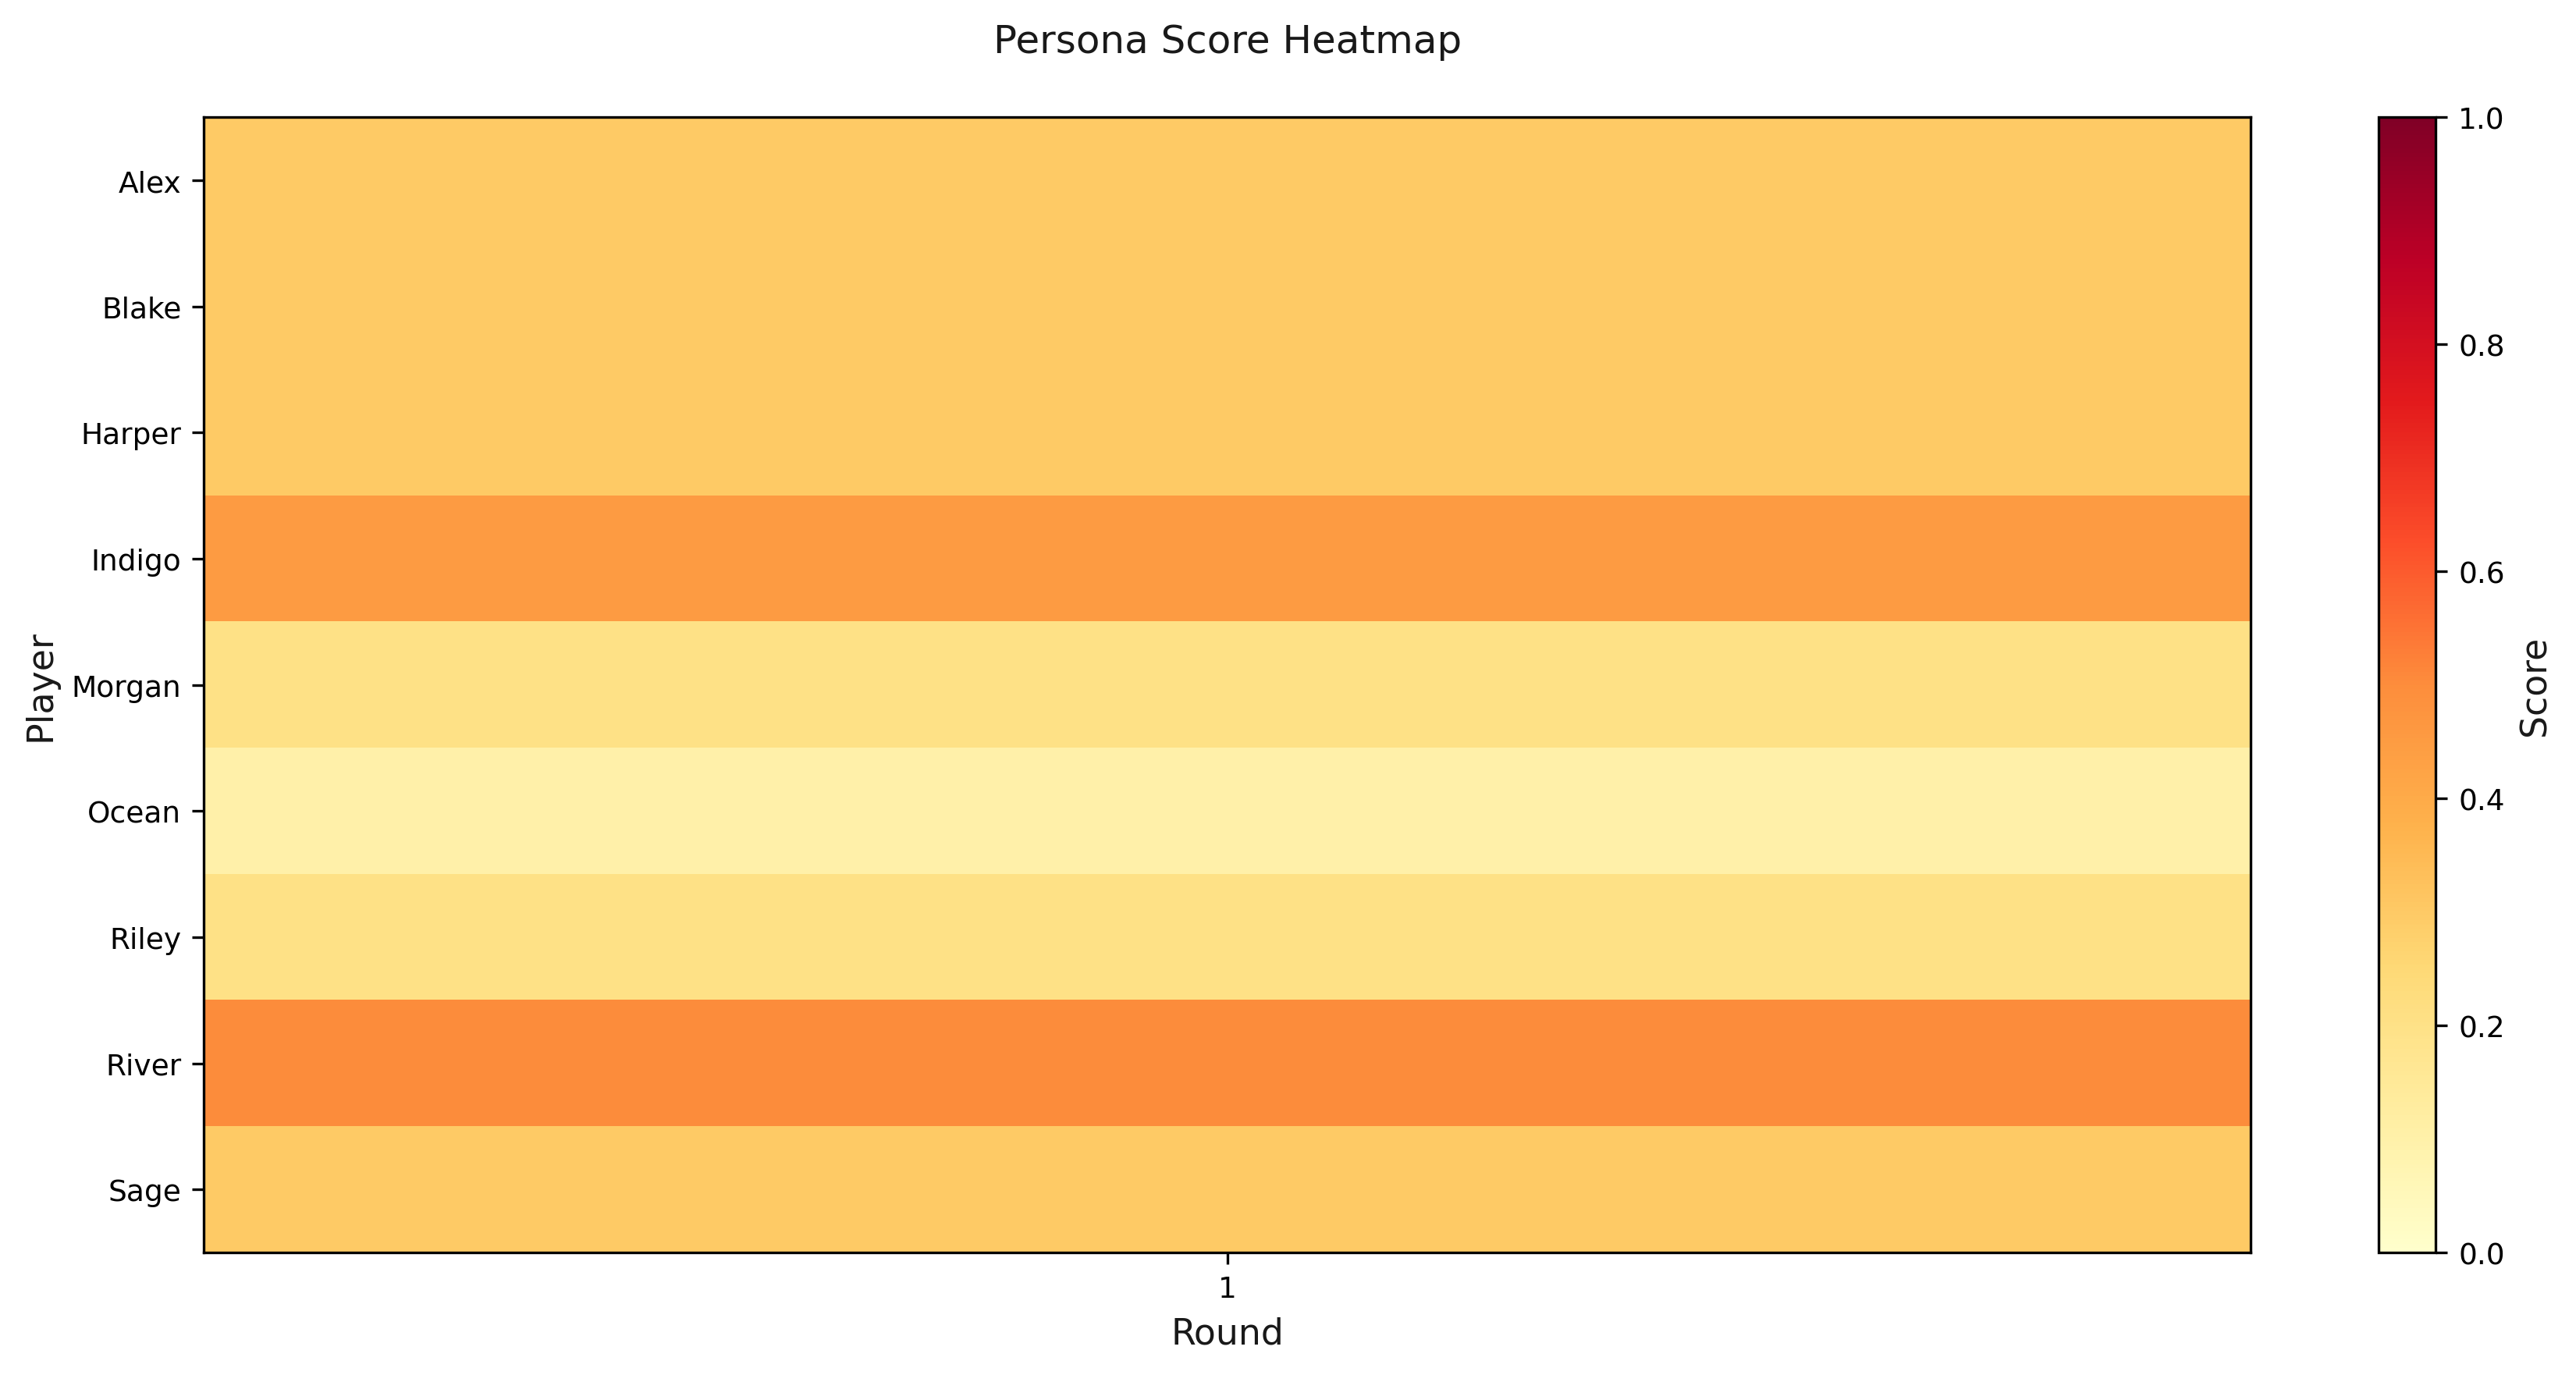 Persona Score Heatmap
Player
Alex
Blake
Harper
Indigo
Morgan
Ocean
Riley
River
Sage
1
Round
1.0
0.8
0.6
0.4
0.2
0.0
Score